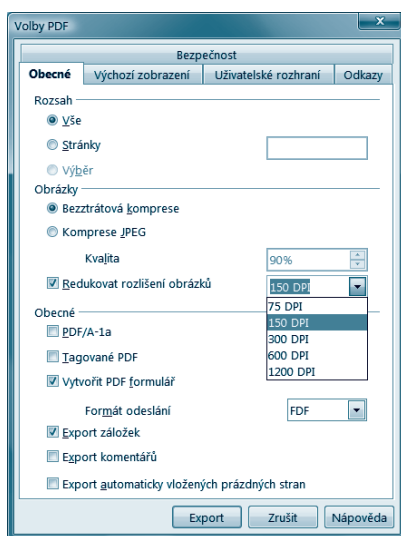 Volby PDF
Bezpečnost
Obecné Výchozí zobrazení Uživatelské rozhraní Odkazy
Rozsah
Vše
Stránky
Výběr
Obrázky
Bezztrátová komprese
Komprese JPEG
Kvalita 90%
Redukovat rozlišení obrázků 150 DPI
75 DPI
150 DPI
300 DPI
600 DPI
1200 DPI
Obecné
PDF/A-1a
Tagované PDF
Vytvořit PDF formulář
Formát odeslání FDF
Export záložek
Export komentářů
Export automaticky vložených prázdných stran
Export Zrušit Nápověda